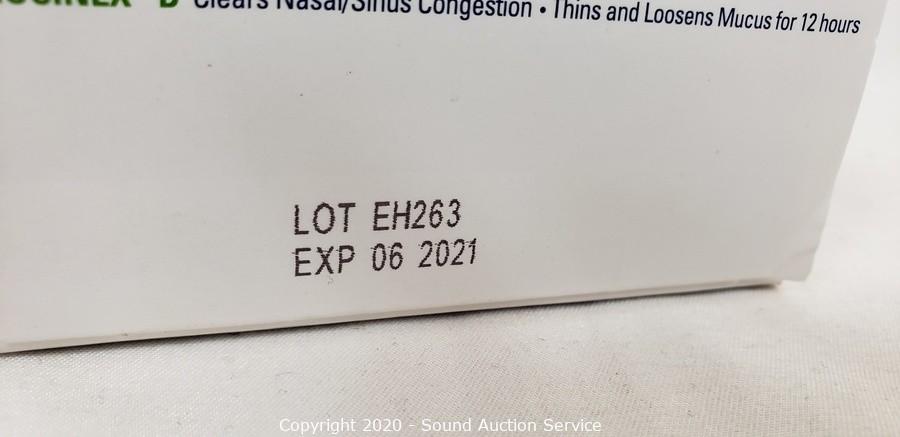 D Clears Nasal/Sinus Congestion • Thins and Loosens Mucus for 12 hours
LOT EH263
EXP 06 2021
Copyright 2020 - Sound Auction Service